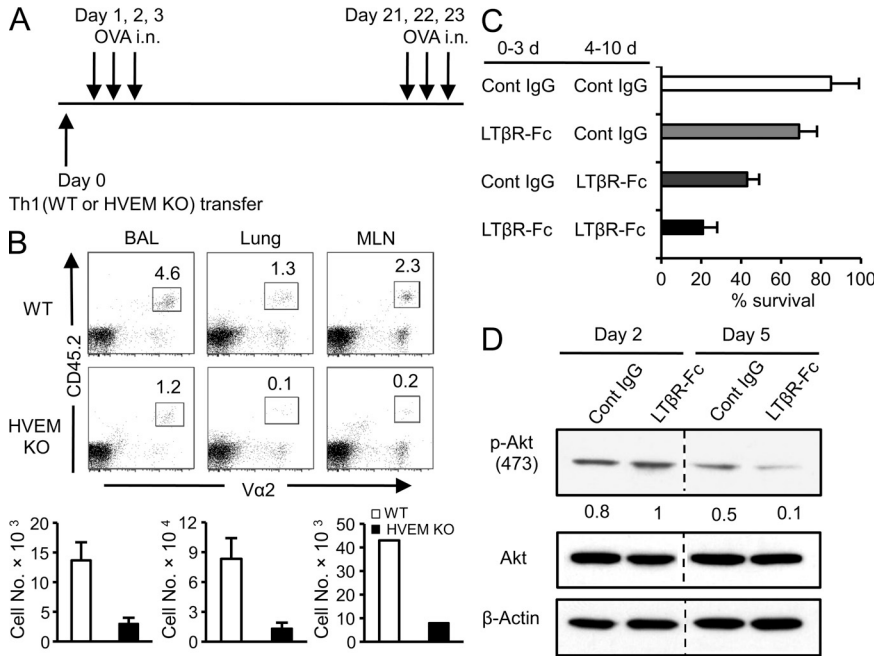 A
Day 1, 2, 3
OVA i.n.
Day 21, 22, 23
OVA i.n.
Day 0
Th1(WT or HVEM KO) transfer
B
BAL
Lung
MLN
WT
4.6
1.3
2.3
CD45.2
HVEM
KO
1.2
0.1
0.2
Vα2
Cell No. × 10³
20
15
10
5
0
Cell No. × 10⁴
12
9
6
3
0
Cell No. × 10³
50
40
30
20
10
0
WT
HVEM KO
C
0-3 d
4-10 d
Cont IgG
Cont IgG
LTβR-Fc
Cont IgG
Cont IgG
LTβR-Fc
LTβR-Fc
LTβR-Fc
0 20 40 60 80 100
% survival
D
Day 2
Day 5
Cont IgG
LTβR-Fc
Cont IgG
LTβR-Fc
p-Akt
(473)
0.8 1 0.5 0.1
Akt
β-Actin